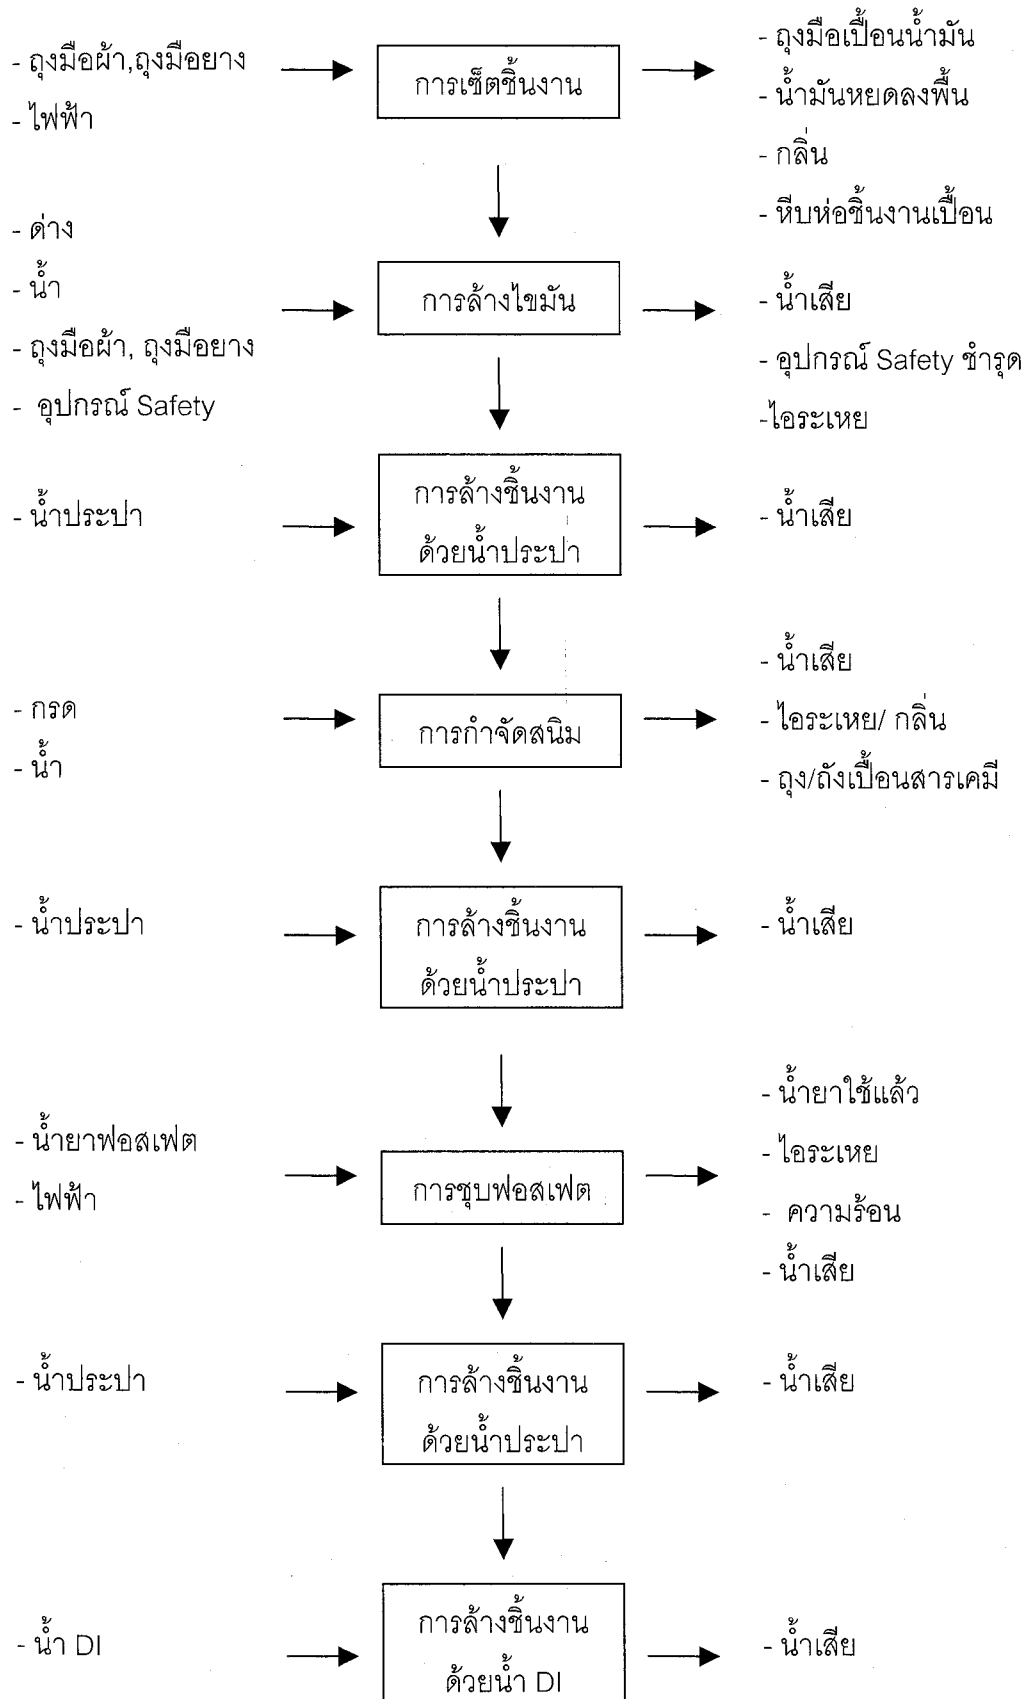 - ถุงมือผ้า,ถุงมือยาง
- ไฟฟ้า
การเซ็ตชิ้นงาน
- ถุงมือเปื้อนน้ำมัน
- น้ำมันหยดลงพื้น
- กลิ่น
- หีบห่อชิ้นงานเปื้อน
- ด่าง
- น้ำ
- ถุงมือผ้า, ถุงมือยาง
- อุปกรณ์ Safety
การล้างไขมัน
- น้ำเสีย
- อุปกรณ์ Safety ชำรุด
-ไอระเหย
- น้ำประปา
การล้างชิ้นงาน
ด้วยน้ำประปา
- น้ำเสีย
- กรด
- น้ำ
การกำจัดสนิม
- น้ำเสีย
- ไอระเหย/ กลิ่น
- ถุง/ถังเปื้อนสารเคมี
- น้ำประปา
การล้างชิ้นงาน
ด้วยน้ำประปา
- น้ำเสีย
- น้ำยาฟอสเฟต
- ไฟฟ้า
การชุบฟอสเฟต
- น้ำยาใช้แล้ว
- ไอระเหย
- ความร้อน
- น้ำเสีย
- น้ำประปา
การล้างชิ้นงาน
ด้วยน้ำประปา
- น้ำเสีย
- น้ำ DI
การล้างชิ้นงาน
ด้วยน้ำ DI
- น้ำเสีย